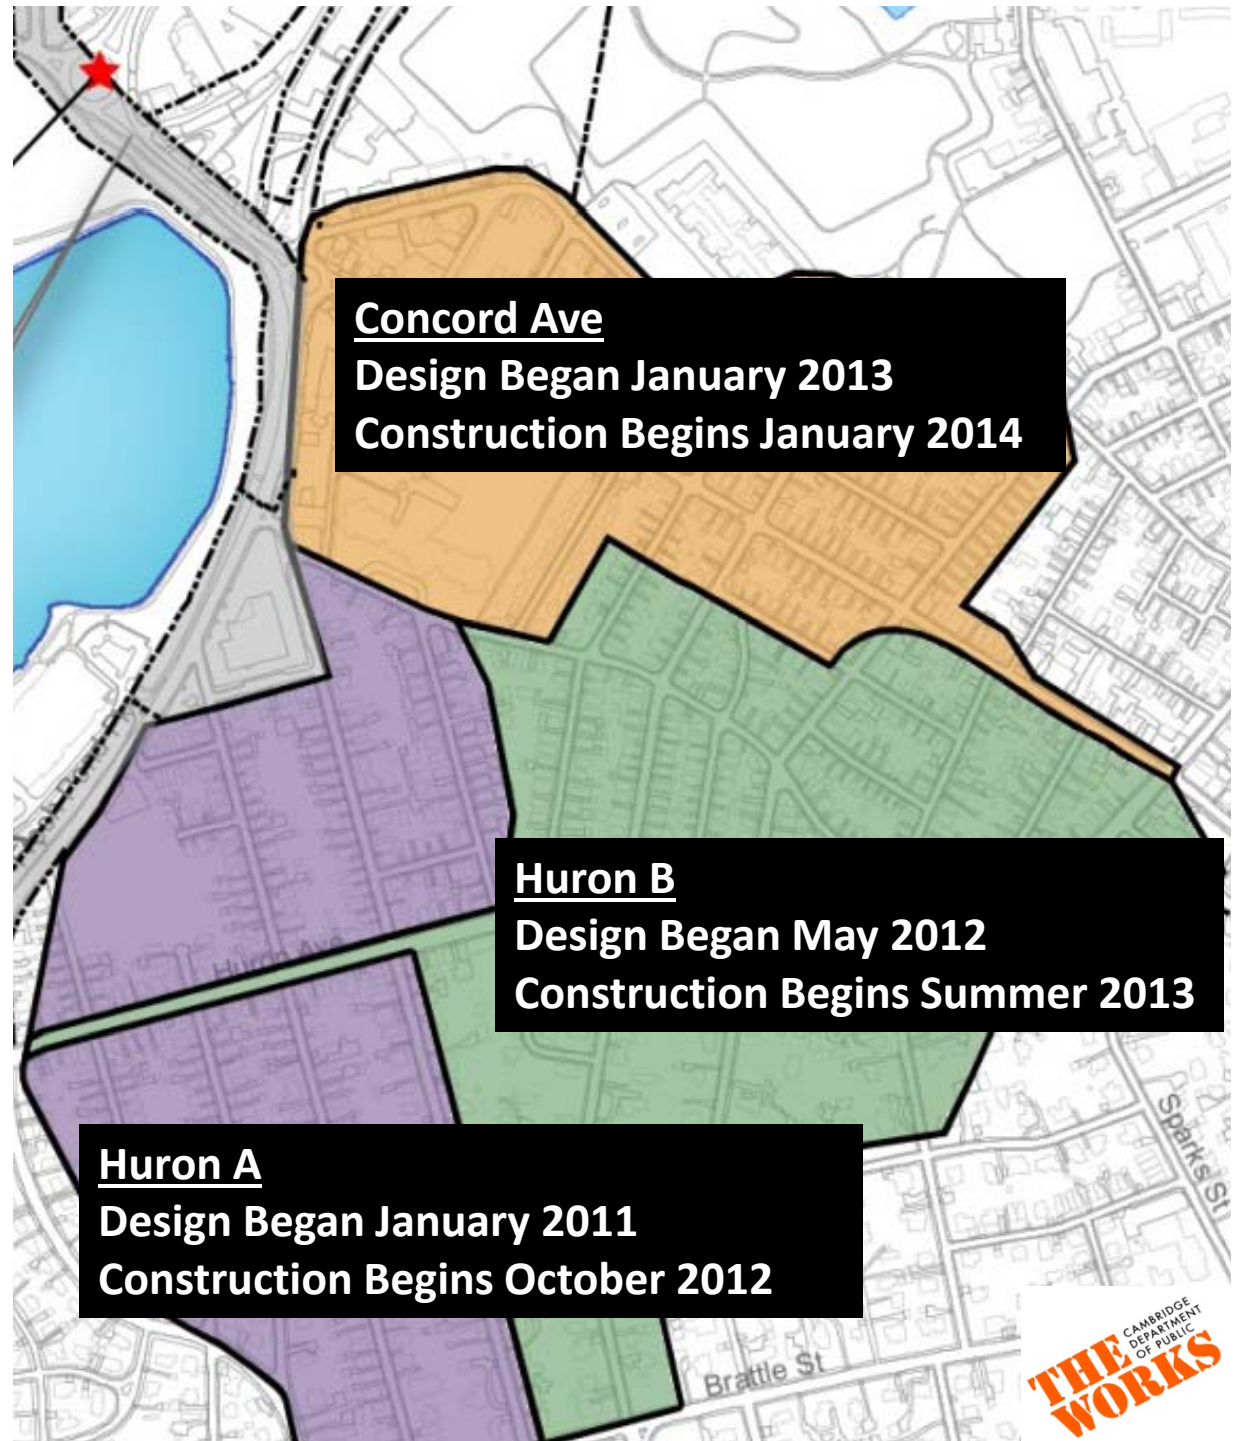 Concord Ave
Design Began January 2013
Construction Begins January 2014
Huron B
Design Began May 2012
Construction Begins Summer 2013
Huron Ave
Huron A
Design Began January 2011
Construction Begins October 2012
Sparks St
Brattle St
CAMBRIDGE
DEPARTMENT
OF PUBLIC
THE
WORKS